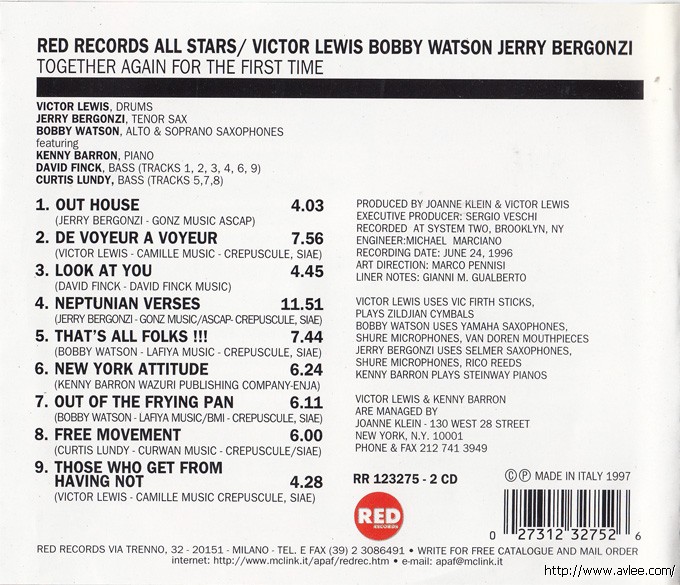 RED RECORDS ALL STARS/ VICTOR LEWIS BOBBY WATSON JERRY BERGONZI
TOGETHER AGAIN FOR THE FIRST TIME
VICTOR LEWIS, DRUMS
JERRY BERGONZI, TENOR SAX
BOBBY WATSON, ALTO & SOPRANO SAXOPHONES
featuring
KENNY BARRON, PIANO
DAVID FINCK, BASS (TRACKS 1, 2, 3, 4, 6, 9)
CURTIS LUNDY, BASS (TRACKS 5,7,8)
1. OUT HOUSE 4.03
(JERRY BERGONZI - GONZ MUSIC ASCAP)
2. DE VOYEUR A VOYEUR 7.56
(VICTOR LEWIS - CAMILLE MUSIC - CREPUSCULE, SIAE)
3. LOOK AT YOU 4.45
(DAVID FINCK - DAVID FINCK MUSIC)
4. NEPTUNIAN VERSES 11.51
(JERRY BERGONZI - GONZ MUSIC/ASCAP- CREPUSCULE, SIAE)
5. THAT'S ALL FOLKS !!! 7.44
(BOBBY WATSON - LAFIYA MUSIC - CREPUSCULE, SIAE)
6. NEW YORK ATTITUDE 6.24
(KENNY BARRON WAZURI PUBLISHING COMPANY-ENJA)
7. OUT OF THE FRYING PAN 6.11
(BOBBY WATSON - LAFIYA MUSIC/BMI - CREPUSCULE, SIAE)
8. FREE MOVEMENT 6.00
(CURTIS LUNDY - CURWAN MUSIC - CREPUSCULE/SIAE)
9. THOSE WHO GET FROM
HAVING NOT 4.28
(VICTOR LEWIS - CAMILLE MUSIC CREPUSCULE, SIAE)
PRODUCED BY JOANNE KLEIN & VICTOR LEWIS
EXECUTIVE PRODUCER: SERGIO VESCHI
RECORDED AT SYSTEM TWO, BROOKLYN, NY
ENGINEER:MICHAEL MARCIANO
RECORDING DATE: JUNE 24, 1996
ART DIRECTION: MARCO PENNISI
LINER NOTES: GIANNI M. GUALBERTO
VICTOR LEWIS USES VIC FIRTH STICKS,
PLAYS ZILDJIAN CYMBALS
BOBBY WATSON USES YAMAHA SAXOPHONES,
SHURE MICROPHONES, VAN DOREN MOUTHPIECES
JERRY BERGONZI USES SELMER SAXOPHONES,
SHURE MICROPHONES, RICO REEDS
KENNY BARRON PLAYS STEINWAY PIANOS
VICTOR LEWIS & KENNY BARRON
ARE MANAGED BY
JOANNE KLEIN - 130 WEST 28 STREET
NEW YORK, N.Y. 10001
PHONE & FAX 212 741 3949
RR 123275 - 2 CD
©℗ MADE IN ITALY 1997
RED
RECORDS
0 27312 32752 6
RED RECORDS VIA TRENNO, 32 - 20151 - MILANO - TEL. E FAX (39) 2 3086491 • WRITE FOR FREE CATALOGUE AND MAIL ORDER
internet: http://www.mclink.it/apaf/redrec.htm • e-mail: apaf@mclink.it
http://www.avlee.com/